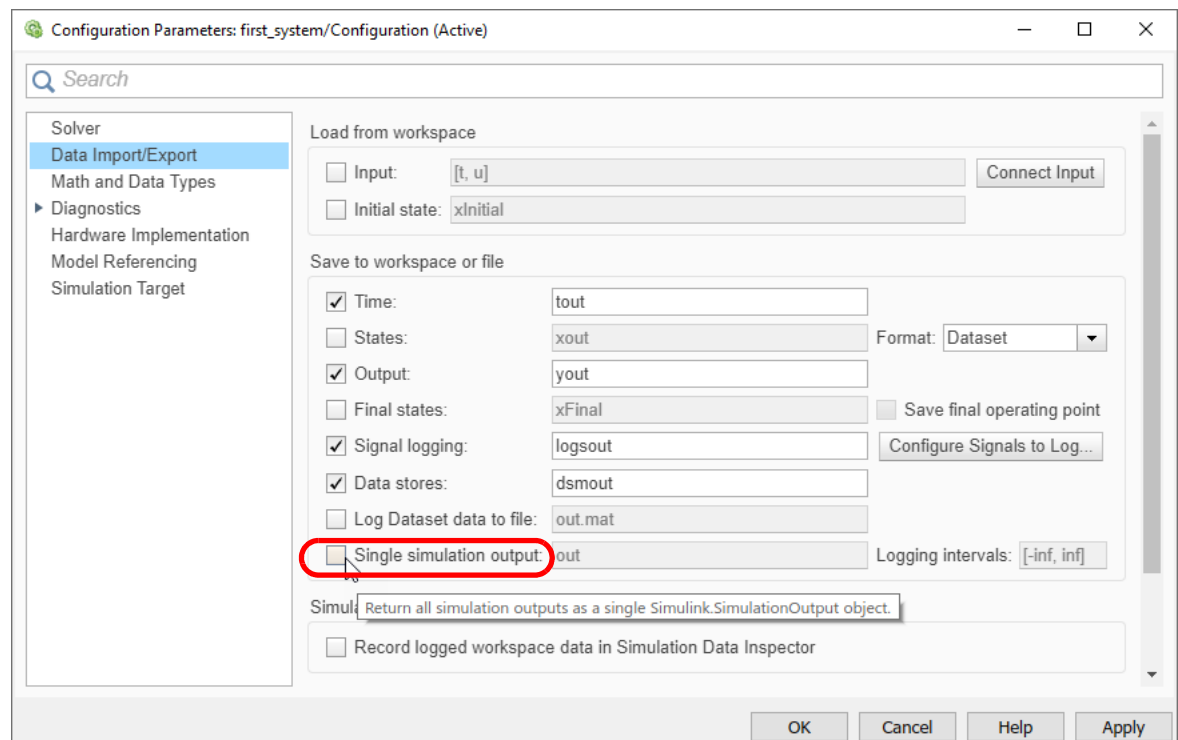 Configuration Parameters: first_system/Configuration (Active)
Search
Solver
Data Import/Export
Math and Data Types
Diagnostics
Hardware Implementation
Model Referencing
Simulation Target
Load from workspace
Input: [t, u] Connect Input
Initial state: xInitial
Save to workspace or file
Time: tout
States: xout Format: Dataset
Output: yout
Final states: xFinal Save final operating point
Signal logging: logsout Configure Signals to Log...
Data stores: dsmout
Log Dataset data to file: out.mat
Single simulation output: out Logging intervals: [-inf, inf]
Return all simulation outputs as a single Simulink.SimulationOutput object.
Record logged workspace data in Simulation Data Inspector
OK Cancel Help Apply